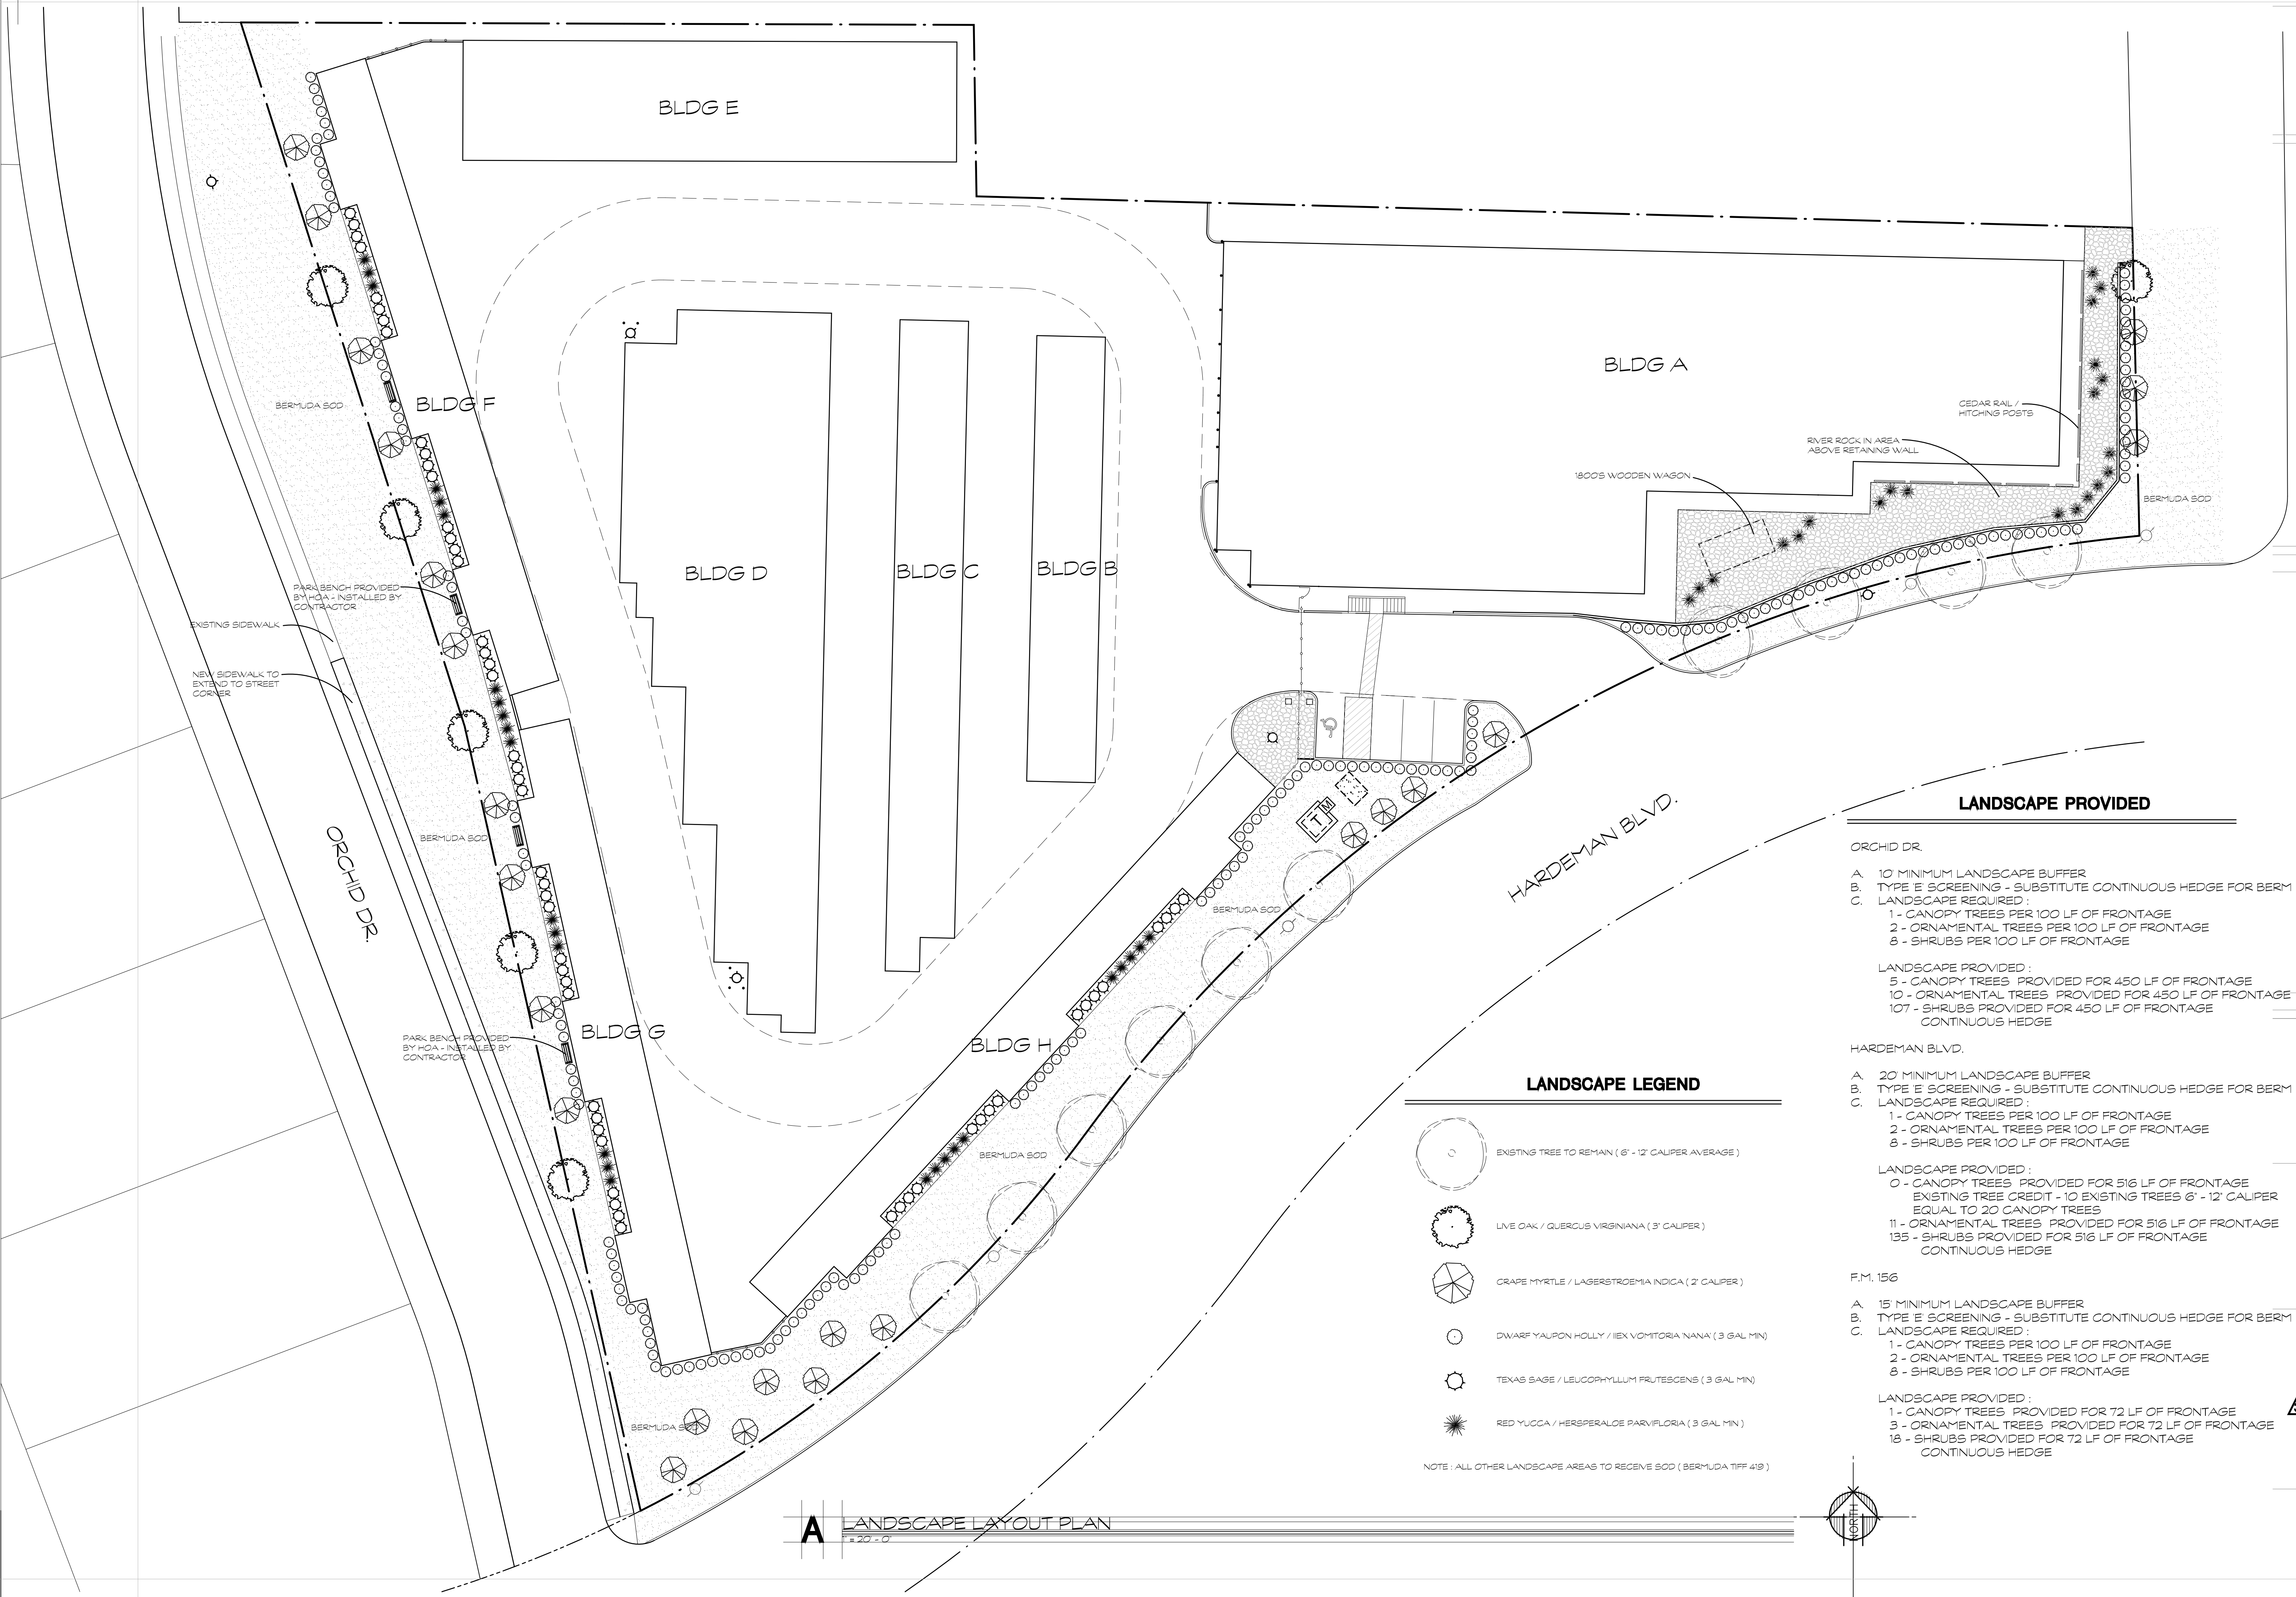 BLDG E
BLDG A
CEDAR RAIL /
HITCHING POSTS
BERMUDA SOD
BLDG F
RIVER ROCK IN AREA
ABOVE RETAINING WALL
1800'S WOODEN WAGON
BERMUDA SOD
BLDG D
BLDG C
BLDG B
PARK BENCH PROVIDED
BY HOA - INSTALLED BY
CONTRACTOR
EXISTING SIDEWALK
NEW SIDEWALK TO
EXTEND TO STREET
CORNER
ORCHID DR.
BERMUDA SOD
T
M
HARDEMAN BLVD.
BERMUDA SOD
PARK BENCH PROVIDED
BY HOA - INSTALLED BY
CONTRACTOR
BLDG G
BLDG H
BERMUDA SOD
BERMUDA SOD
LANDSCAPE LEGEND
EXISTING TREE TO REMAIN ( 6" - 12" CALIPER AVERAGE )
LIVE OAK / QUERCUS VIRGINIANA ( 3" CALIPER )
CRAPE MYRTLE / LAGERSTROEMIA INDICA ( 2" CALIPER )
DWARF YAUPON HOLLY / IIEX VOMITORIA 'NANA' ( 3 GAL MIN)
TEXAS SAGE / LEUCOPHYLLUM FRUTESCENS ( 3 GAL MIN)
RED YUCCA / HERSPERALOE PARVIFLORIA ( 3 GAL MIN )
NOTE : ALL OTHER LANDSCAPE AREAS TO RECEIVE SOD ( BERMUDA TIFF 419 )
LANDSCAPE PROVIDED
ORCHID DR.
A. 10' MINIMUM LANDSCAPE BUFFER
B. TYPE 'E' SCREENING - SUBSTITUTE CONTINUOUS HEDGE FOR BERM
C. LANDSCAPE REQUIRED :
1 - CANOPY TREES PER 100 LF OF FRONTAGE
2 - ORNAMENTAL TREES PER 100 LF OF FRONTAGE
8 - SHRUBS PER 100 LF OF FRONTAGE
LANDSCAPE PROVIDED :
5 - CANOPY TREES PROVIDED FOR 450 LF OF FRONTAGE
10 - ORNAMENTAL TREES PROVIDED FOR 450 LF OF FRONTAGE
107 - SHRUBS PROVIDED FOR 450 LF OF FRONTAGE
CONTINUOUS HEDGE
HARDEMAN BLVD.
A. 20' MINIMUM LANDSCAPE BUFFER
B. TYPE 'E' SCREENING - SUBSTITUTE CONTINUOUS HEDGE FOR BERM
C. LANDSCAPE REQUIRED :
1 - CANOPY TREES PER 100 LF OF FRONTAGE
2 - ORNAMENTAL TREES PER 100 LF OF FRONTAGE
8 - SHRUBS PER 100 LF OF FRONTAGE
LANDSCAPE PROVIDED :
0 - CANOPY TREES PROVIDED FOR 516 LF OF FRONTAGE
EXISTING TREE CREDIT - 10 EXISTING TREES 6" - 12" CALIPER
EQUAL TO 20 CANOPY TREES
11 - ORNAMENTAL TREES PROVIDED FOR 516 LF OF FRONTAGE
135 - SHRUBS PROVIDED FOR 516 LF OF FRONTAGE
CONTINUOUS HEDGE
F.M. 156
A. 15' MINIMUM LANDSCAPE BUFFER
B. TYPE 'E' SCREENING - SUBSTITUTE CONTINUOUS HEDGE FOR BERM
C. LANDSCAPE REQUIRED :
1 - CANOPY TREES PER 100 LF OF FRONTAGE
2 - ORNAMENTAL TREES PER 100 LF OF FRONTAGE
8 - SHRUBS PER 100 LF OF FRONTAGE
LANDSCAPE PROVIDED :
1 - CANOPY TREES PROVIDED FOR 72 LF OF FRONTAGE
3 - ORNAMENTAL TREES PROVIDED FOR 72 LF OF FRONTAGE
18 - SHRUBS PROVIDED FOR 72 LF OF FRONTAGE
CONTINUOUS HEDGE
A LANDSCAPE LAYOUT PLAN
1" = 20' - 0"
NORTH